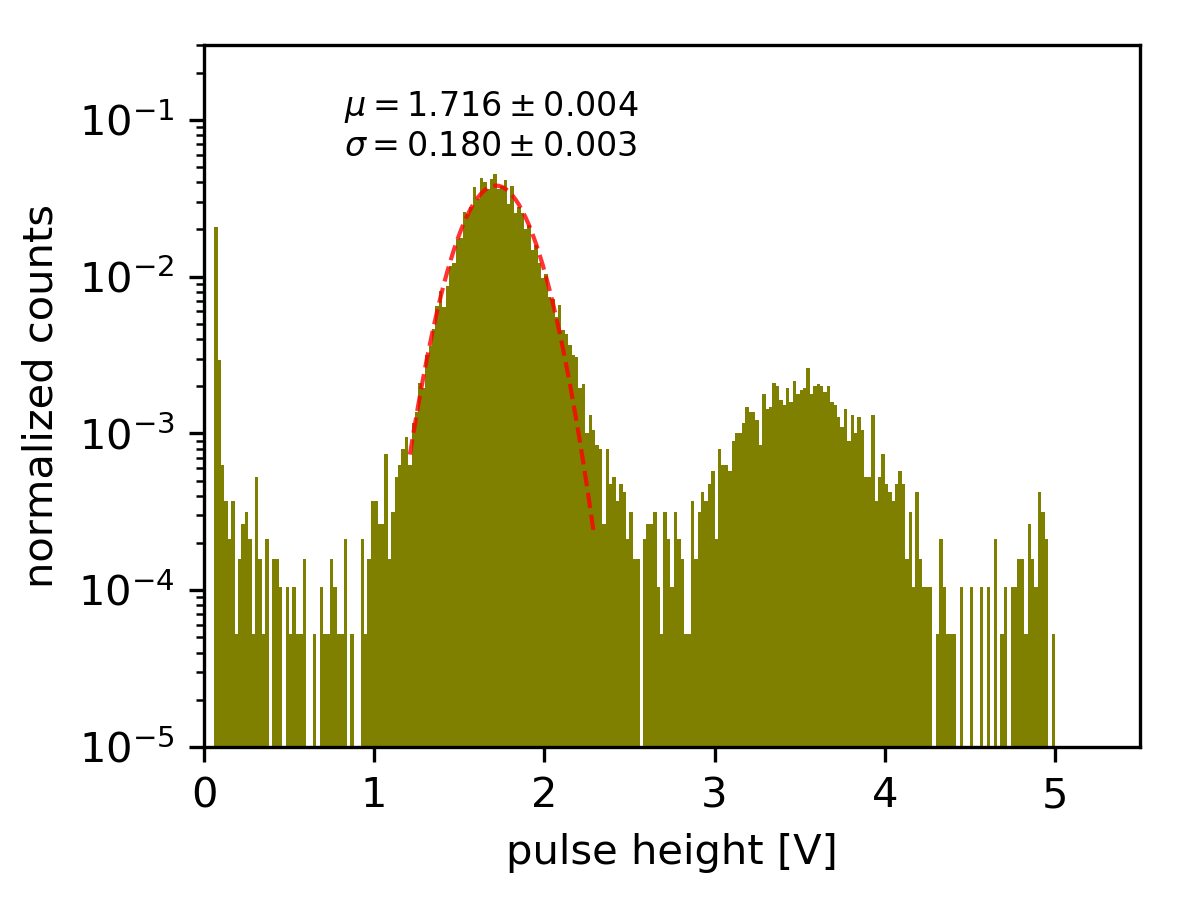 μ = 1.716 ± 0.004
σ = 0.180 ± 0.003
10⁻¹
10⁻²
10⁻³
10⁻⁴
10⁻⁵
normalized counts
0 1 2 3 4 5
pulse height [V]